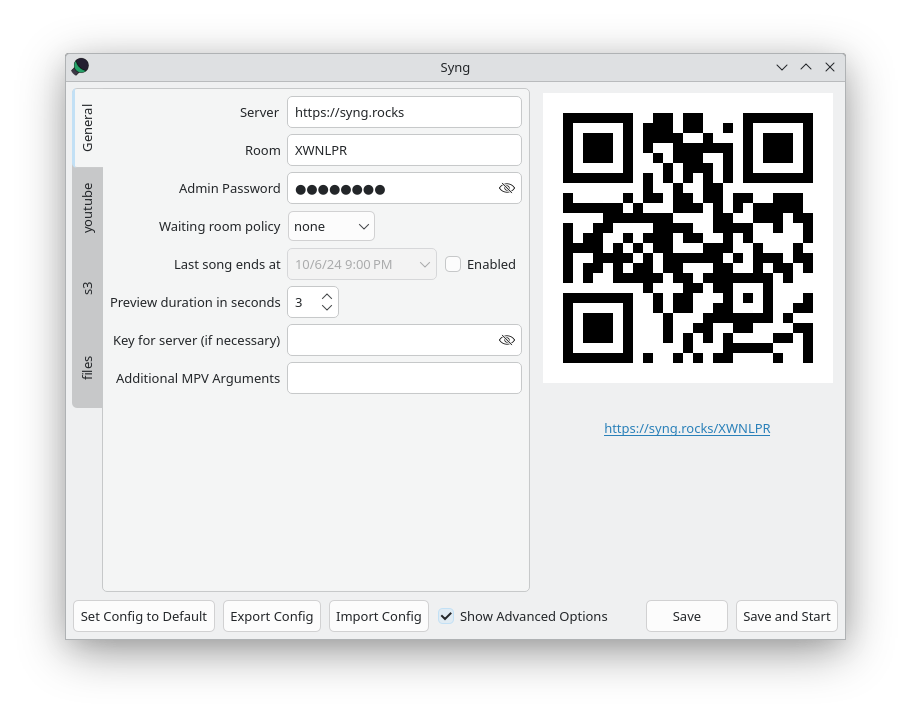 Syng
General
youtube
s3
files
Server
https://syng.rocks
Room
XWNLPR
Admin Password
●●●●●●●●
Waiting room policy
none
Last song ends at
10/6/24 9:00 PM
Enabled
Preview duration in seconds
3
Key for server (if necessary)
Additional MPV Arguments
https://syng.rocks/XWNLPR
Set Config to Default
Export Config
Import Config
Show Advanced Options
Save
Save and Start